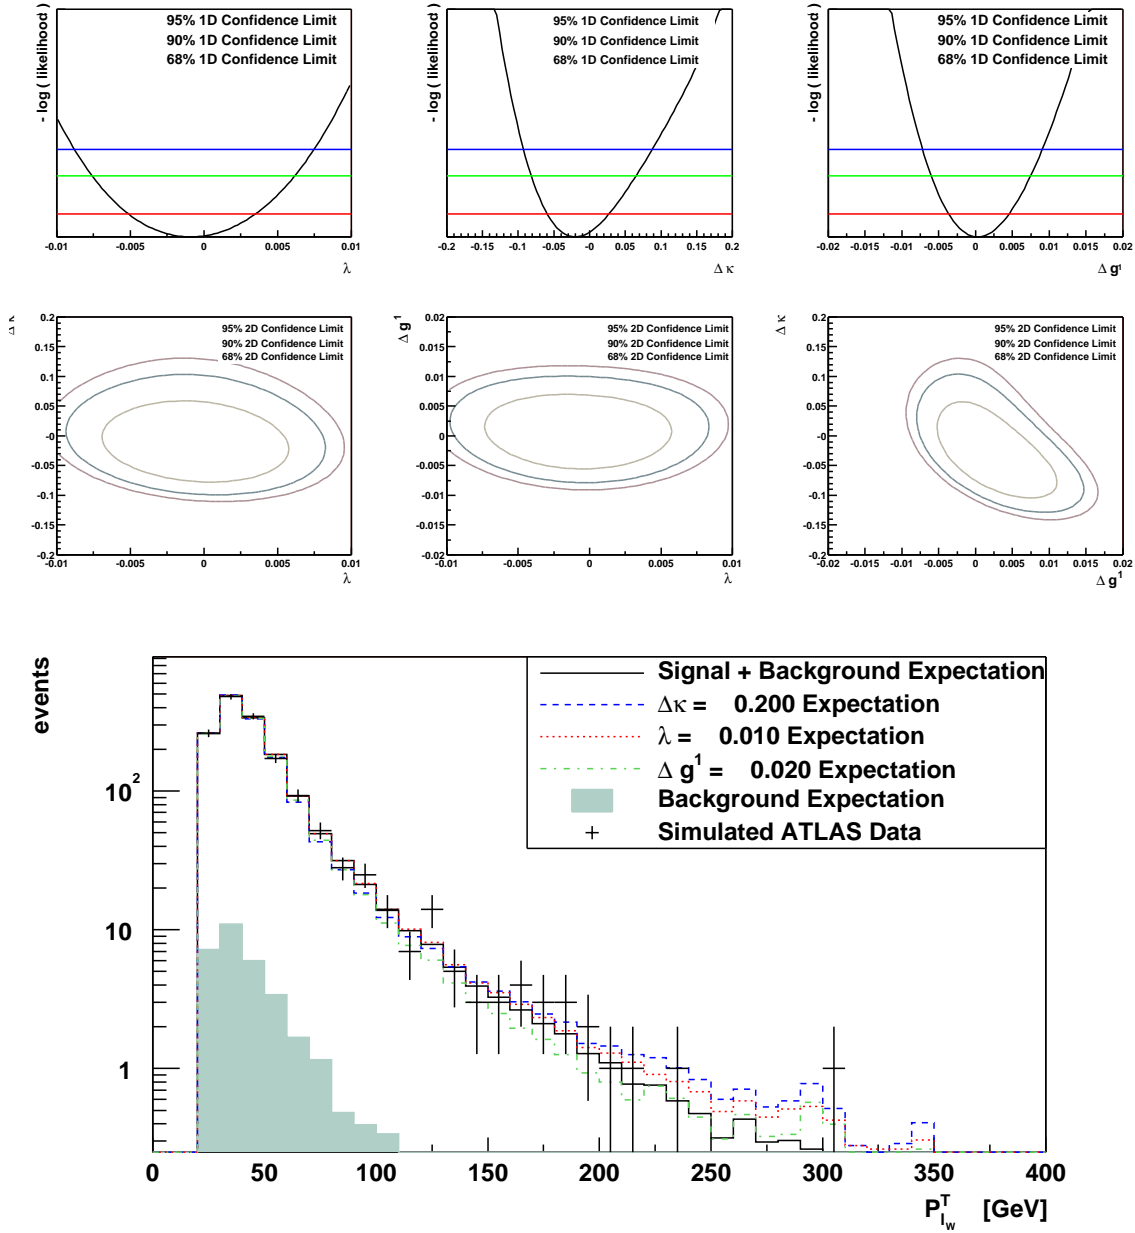 - log ( likelihood )
95% 1D Confidence Limit
90% 1D Confidence Limit
68% 1D Confidence Limit
-0.01 -0.005 0 0.005 0.01
λ
- log ( likelihood )
95% 1D Confidence Limit
90% 1D Confidence Limit
68% 1D Confidence Limit
-0.2 -0.15 -0.1 -0.05 0 0.05 0.1 0.15 0.2
Δ κ
- log ( likelihood )
95% 1D Confidence Limit
90% 1D Confidence Limit
68% 1D Confidence Limit
-0.02 -0.015 -0.01 -0.005 0 0.005 0.01 0.015 0.02
Δ g¹
Δ κ
95% 2D Confidence Limit
90% 2D Confidence Limit
68% 2D Confidence Limit
0.2
0.15
0.1
0.05
-0
-0.05
-0.1
-0.15
-0.2
-0.01 -0.005 0 0.005 0.01
λ
Δ g¹
95% 2D Confidence Limit
90% 2D Confidence Limit
68% 2D Confidence Limit
0.02
0.015
0.01
0.005
-0
-0.005
-0.01
-0.015
-0.02
-0.01 -0.005 0 0.005 0.01
λ
Δ κ
95% 2D Confidence Limit
90% 2D Confidence Limit
68% 2D Confidence Limit
0.2
0.15
0.1
0.05
-0
-0.05
-0.1
-0.15
-0.2
-0.02 -0.015 -0.01 -0.005 0 0.005 0.01 0.015 0.02
Δ g¹
events
Signal + Background Expectation
Δκ = 0.200 Expectation
λ = 0.010 Expectation
Δ g¹ = 0.020 Expectation
Background Expectation
Simulated ATLAS Data
10²
10
1
0 50 100 150 200 250 300 350 400
P^T_{l_w} [GeV]